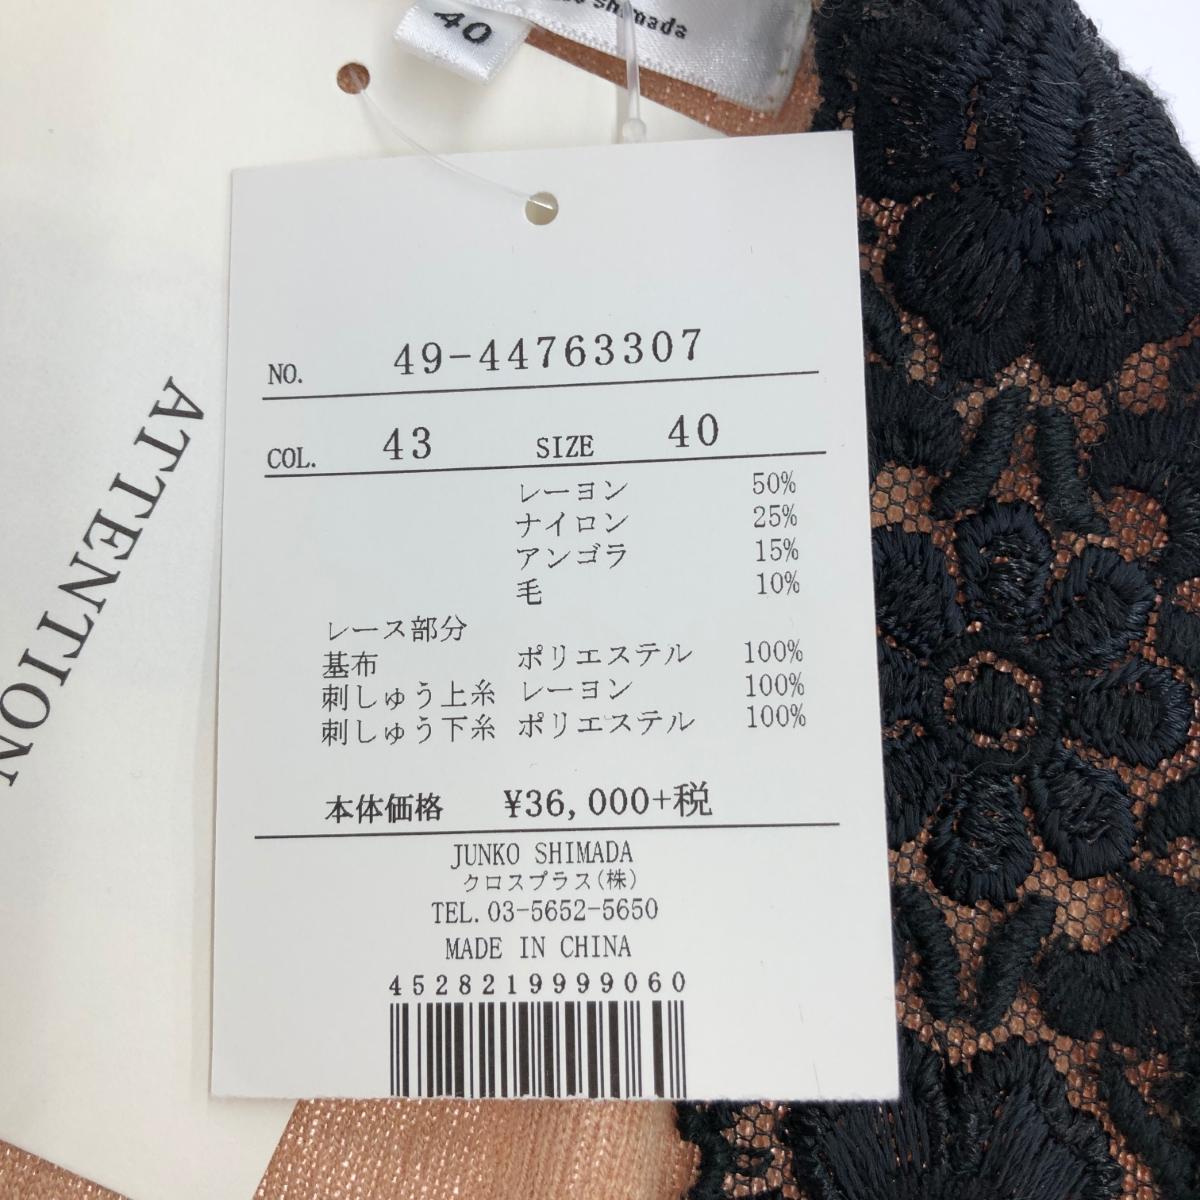 40
shimada
ATTENTION
NO. 49-44763307
COL. 43 SIZE 40
レーヨン 50%
ナイロン 25%
アンゴラ 15%
毛 10%
レース部分
基布 ポリエステル 100%
刺しゅう上糸 レーヨン 100%
刺しゅう下糸 ポリエステル 100%
本体価格 ¥36,000+税
JUNKO SHIMADA
クロスプラス(株)
TEL.03-5652-5650
MADE IN CHINA
4528219999060